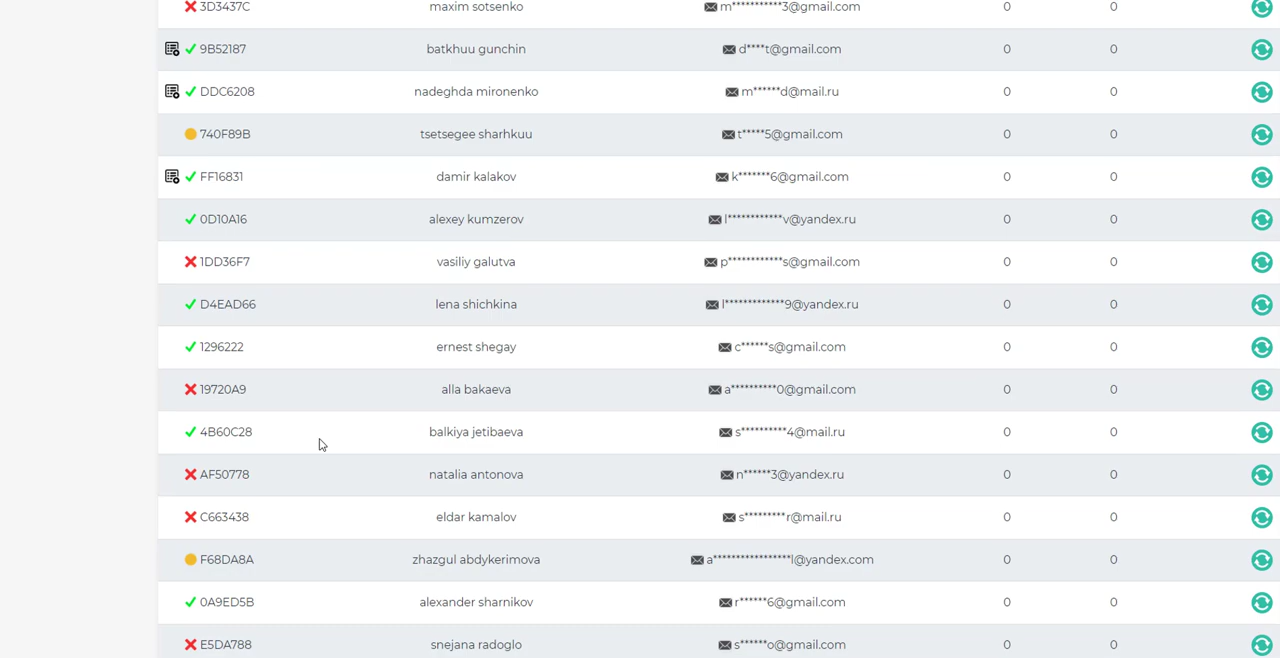 3D3437C maxim sotsenko m***********3@gmail.com 0 0
9B52187 batkhuu gunchin d****t@gmail.com 0 0
DDC6208 nadeghda mironenko m******d@mail.ru 0 0
740F89B tsetsegee sharhkuu t*****5@gmail.com 0 0
FF16831 damir kalakov k*******6@gmail.com 0 0
0D10A16 alexey kumzerov l************v@yandex.ru 0 0
1DD36F7 vasiliy galutva p************s@gmail.com 0 0
D4EAD66 lena shichkina l*************9@yandex.ru 0 0
1296222 ernest shegay c******s@gmail.com 0 0
19720A9 alla bakaeva a**********0@gmail.com 0 0
4B60C28 balkiya jetibaeva s**********4@mail.ru 0 0
AF50778 natalia antonova n******3@yandex.ru 0 0
C663438 eldar kamalov s*********r@mail.ru 0 0
F68DA8A zhazgul abdykerimova a*****************l@yandex.com 0 0
0A9ED5B alexander sharnikov r******6@gmail.com 0 0
E5DA788 snejana radoglo s******o@gmail.com 0 0